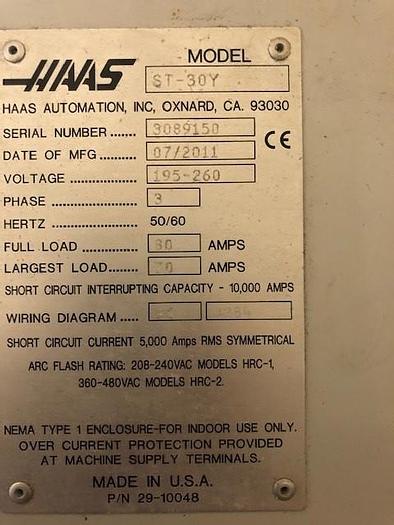 HAAS
MODEL
ST-30Y
HAAS AUTOMATION, INC, OXNARD, CA. 93030
SERIAL NUMBER ....... 3089150
DATE OF MFG ........... 07/2011
CE
VOLTAGE .................. 195-260
PHASE ...................... 3
HERTZ 50/60
FULL LOAD ............... AMPS
LARGEST LOAD........ AMPS
SHORT CIRCUIT INTERRUPTING CAPACITY - 10,000 AMPS
WIRING DIAGRAM ......
SHORT CIRCUIT CURRENT 5,000 AMPS RMS SYMMETRICAL
ARC FLASH RATING: 208-240VAC MODELS HRC-1,
360-480VAC MODELS HRC-2.
NEMA TYPE 1 ENCLOSURE-FOR INDOOR USE ONLY.
OVER CURRENT PROTECTION PROVIDED
AT MACHINE SUPPLY TERMINALS.
MADE IN U.S.A.
P/N 29-10048